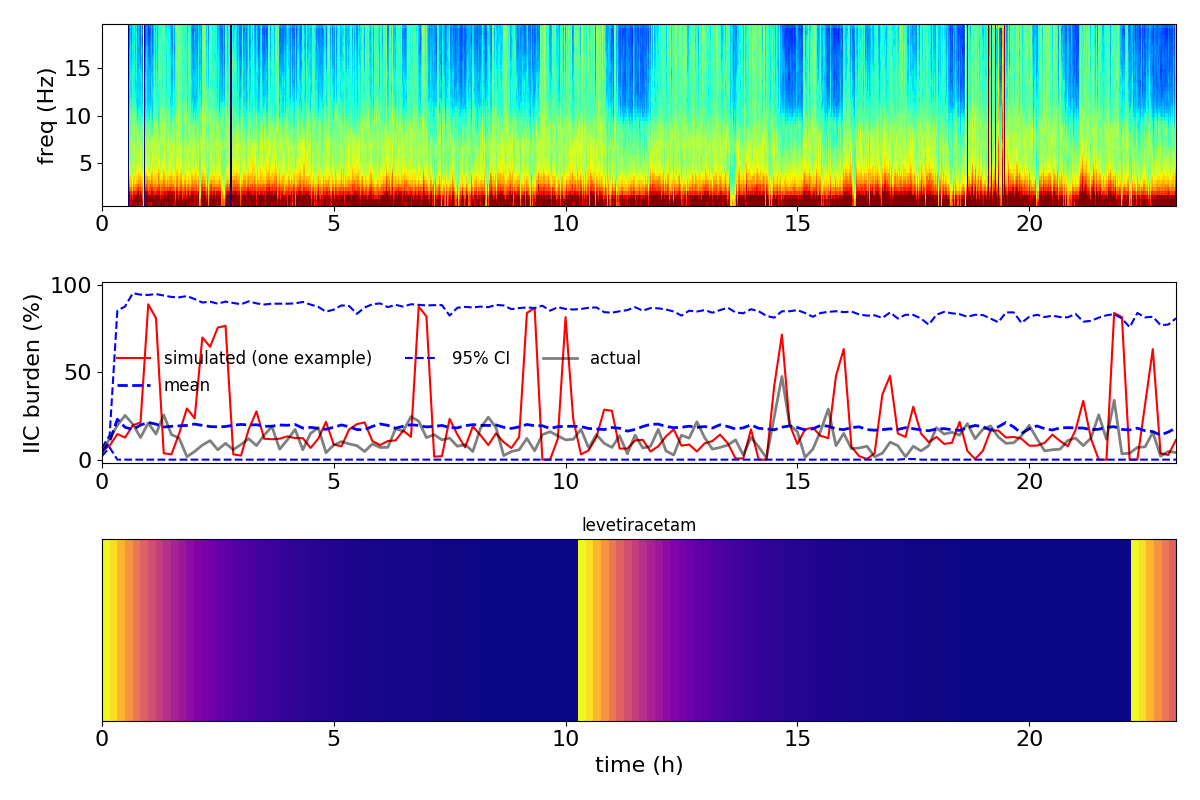 freq (Hz)
15
10
5
0 5 10 15 20
IIC burden (%)
100
50
0
simulated (one example) 95% CI actual
mean
0 5 10 15 20
levetiracetam
0 5 10 15 20
time (h)